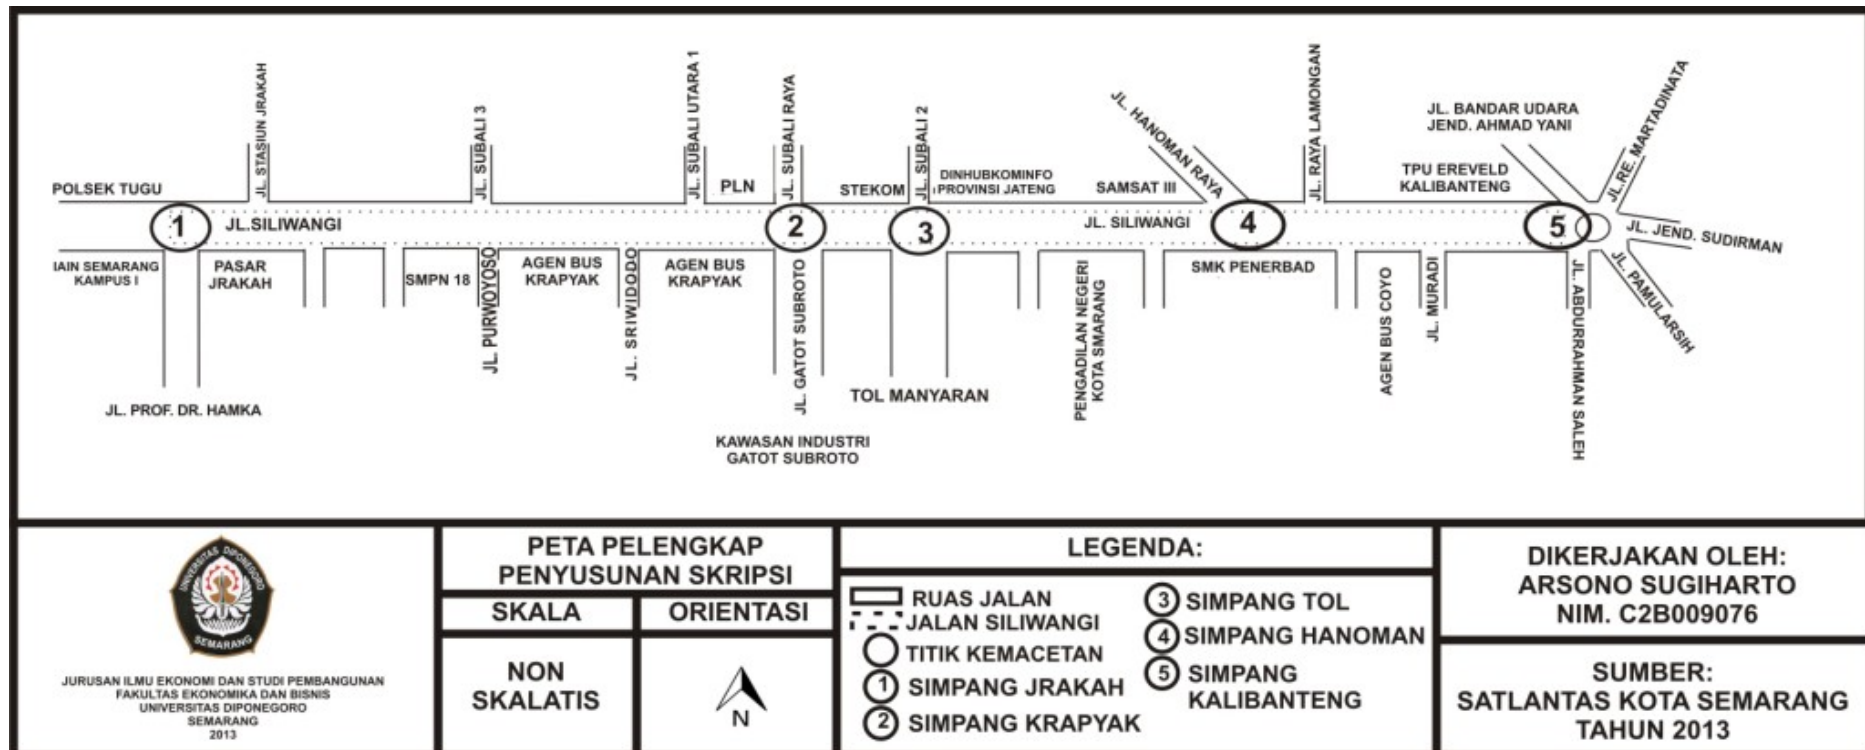 JL. STASIUN JRAKAH
JL. SUBALI 3
JL. SUBALI UTARA 1
JL. SUBALI RAYA
JL. SUBALI 2
JL. HANOMAN RAYA
JL. RAYA LAMONGAN
JL. BANDAR UDARA
JEND. AHMAD YANI
JL.RE. MARTADINATA
POLSEK TUGU
PLN
STEKOM
DINHUBKOMINFO
PROVINSI JATENG
SAMSAT III
TPU EREVELD
KALIBANTENG
1
JL.SILIWANGI
2
3
JL. SILIWANGI
4
5
JL. JEND. SUDIRMAN
IAIN SEMARANG
KAMPUS I
PASAR
JRAKAH
SMPN 18
JL. PURWOYOSO
AGEN BUS
KRAPYAK
JL. SRIWIDODO
AGEN BUS
KRAPYAK
JL. GATOT SUBROTO
TOL MANYARAN
PENGADILAN NEGERI
KOTA SMARANG
SMK PENERBAD
AGEN BUS COYO
JL. MURADI
JL. ABDURRAHMAN SALEH
JL. PAMULARSIH
JL. PROF. DR. HAMKA
KAWASAN INDUSTRI
GATOT SUBROTO
UNIVERSITAS DIPONEGORO
SEMARANG
JURUSAN ILMU EKONOMI DAN STUDI PEMBANGUNAN
FAKULTAS EKONOMIKA DAN BISNIS
UNIVERSITAS DIPONEGORO
SEMARANG
2013
PETA PELENGKAP
PENYUSUNAN SKRIPSI
SKALA
ORIENTASI
NON
SKALATIS
N
LEGENDA:
RUAS JALAN
JALAN SILIWANGI
TITIK KEMACETAN
1 SIMPANG JRAKAH
2 SIMPANG KRAPYAK
3 SIMPANG TOL
4 SIMPANG HANOMAN
5 SIMPANG
KALIBANTENG
DIKERJAKAN OLEH:
ARSONO SUGIHARTO
NIM. C2B009076
SUMBER:
SATLANTAS KOTA SEMARANG
TAHUN 2013